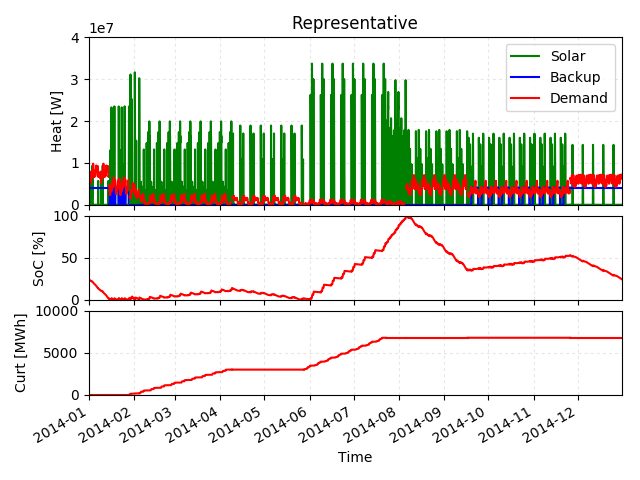 Representative
1e7
4
3
2
1
0
Heat [W]
Solar
Backup
Demand
100
50
0
SoC [%]
10000
5000
0
Curt [MWh]
2014-01
2014-02
2014-03
2014-04
2014-05
2014-06
2014-07
2014-08
2014-09
2014-10
2014-11
2014-12
Time